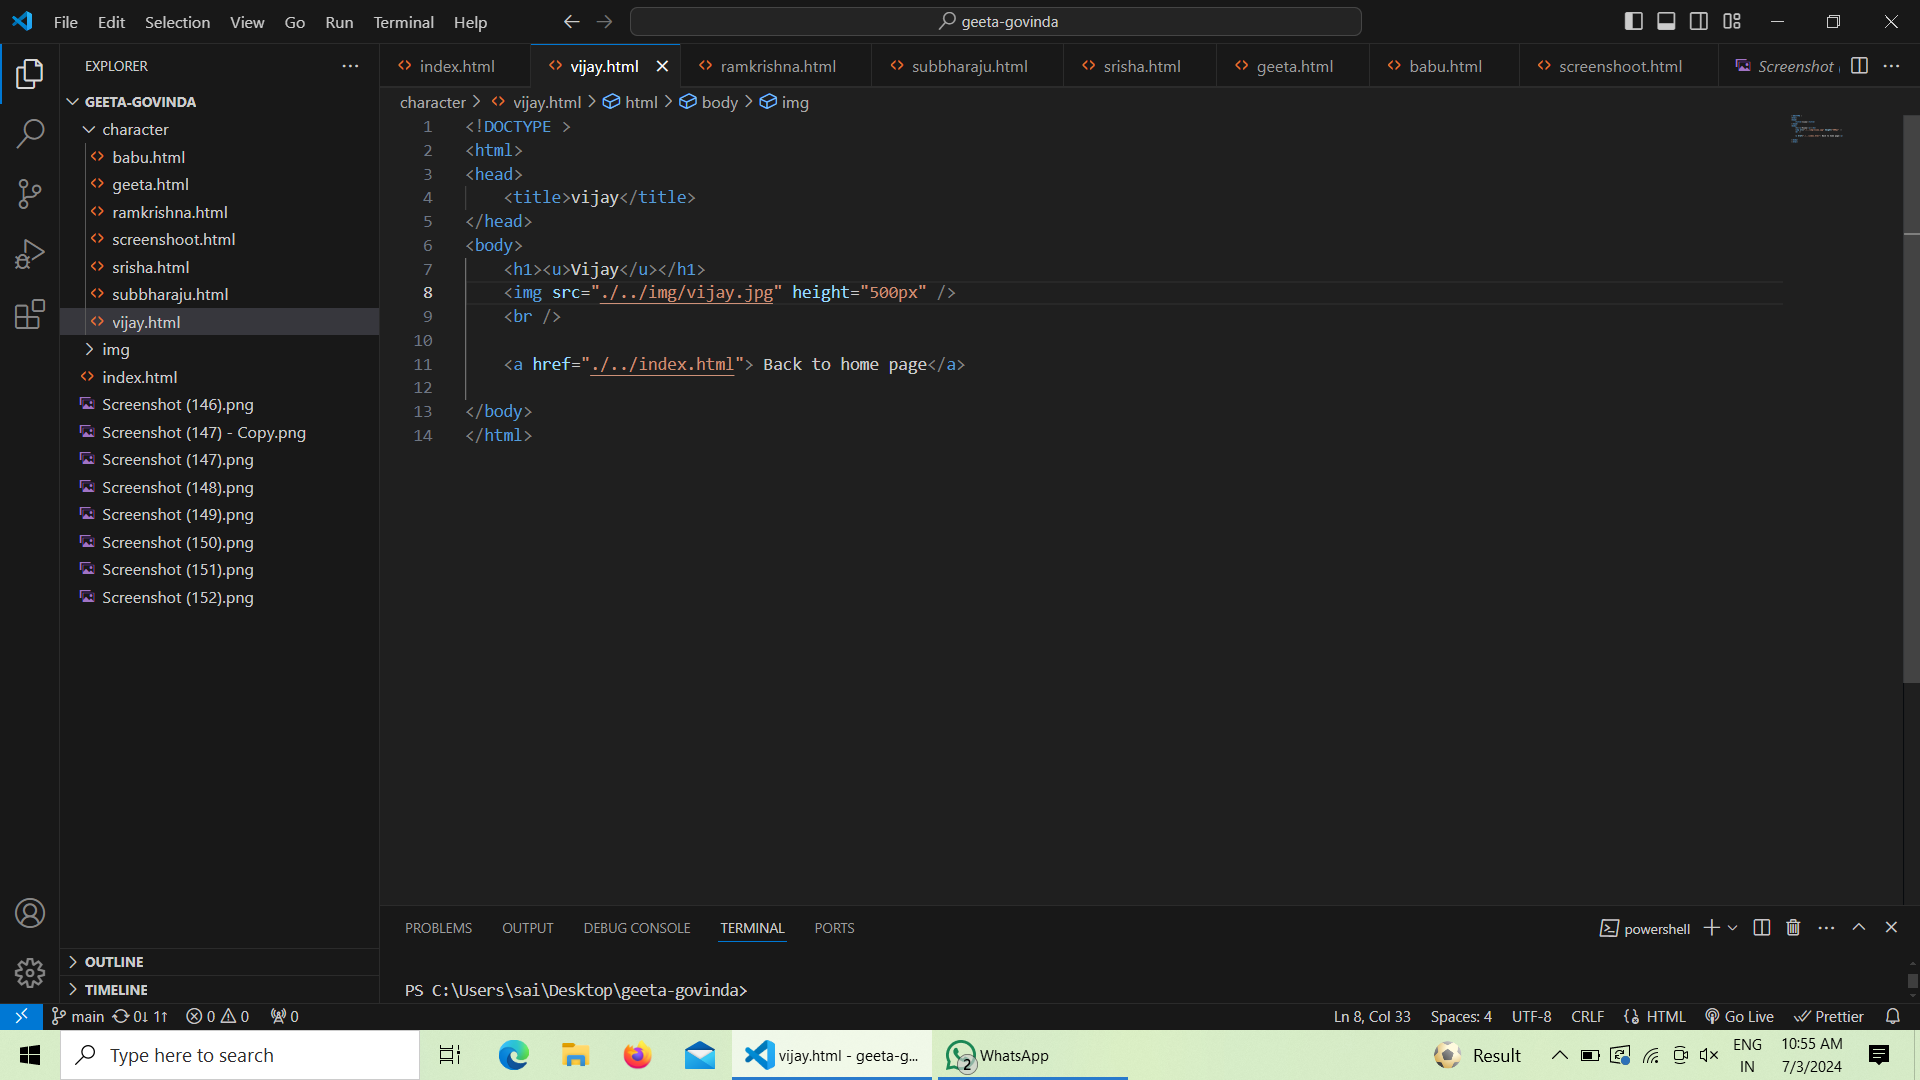 File Edit Selection View Go Run Terminal Help
geeta-govinda
EXPLORER
GEETA-GOVINDA
character
babu.html
geeta.html
ramkrishna.html
screenshoot.html
srisha.html
subbharaju.html
vijay.html
img
index.html
Screenshot (146).png
Screenshot (147) - Copy.png
Screenshot (147).png
Screenshot (148).png
Screenshot (149).png
Screenshot (150).png
Screenshot (151).png
Screenshot (152).png
OUTLINE
TIMELINE
index.html vijay.html ramkrishna.html subbharaju.html srisha.html geeta.html babu.html screenshoot.html Screenshot (
character > vijay.html > html > body > img
1 <!DOCTYPE >
2 <html>
3 <head>
4 <title>vijay</title>
5 </head>
6 <body>
7 <h1><u>Vijay</u></h1>
8 <img src="./../img/vijay.jpg" height="500px" />
9 <br />
10
11 <a href="./../index.html"> Back to home page</a>
12
13 </body>
14 </html>
PROBLEMS OUTPUT DEBUG CONSOLE TERMINAL PORTS
powershell
PS C:\Users\sai\Desktop\geeta-govinda>
main 0↓ 1↑ 0 0 0
Ln 8, Col 33 Spaces: 4 UTF-8 CRLF HTML Go Live Prettier
Type here to search
vijay.html - geeta-g...
2 WhatsApp
Result
ENG
IN
10:55 AM
7/3/2024